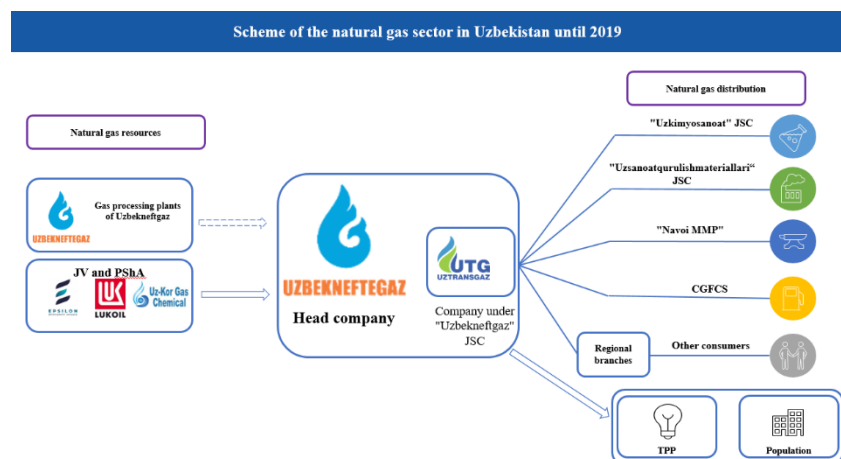 Scheme of the natural gas sector in Uzbekistan until 2019
Natural gas distribution
Natural gas resources
"Uzkimyosanoat" JSC
"Uzsanoatqurulishmateriallari“
JSC
Gas processing plants
of Uzbekneftgaz
UZBEKNEFTEGAZ
"Navoi MMP"
JV and PShA
EPSILON
LUK
LUKOIL
Uz-Kor Gas
Chemical
UZBEKNEFTEGAZ
Head company
UTG
UZTRANSGAZ
Company under
"Uzbekneftgaz"
JSC
CGFCS
Regional
branches
Other consumers
TPP
Population